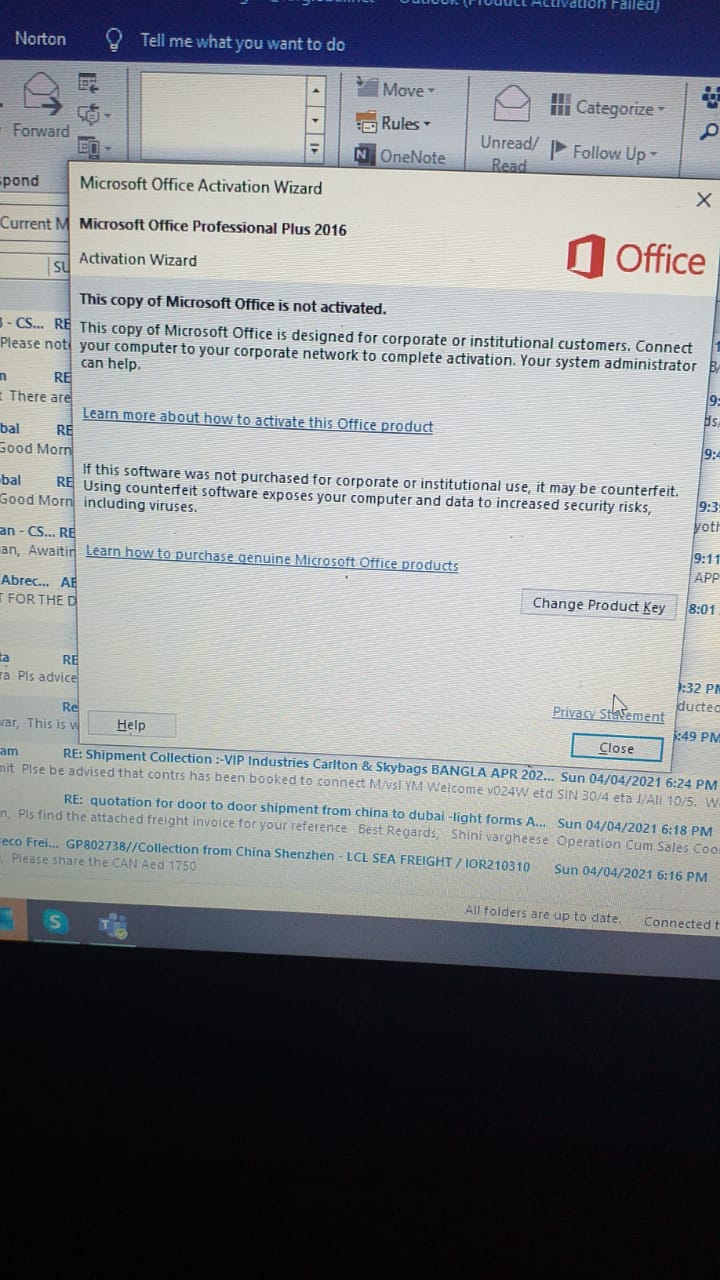 (Product Activation Failed)
Norton
Tell me what you want to do
Forward
Move
Rules
OneNote
Unread/
Read
Categorize
Follow Up
pond
Current M
Microsoft Office Activation Wizard
Microsoft Office Professional Plus 2016
Activation Wizard
Office
This copy of Microsoft Office is not activated.
This copy of Microsoft Office is designed for corporate or institutional customers. Connect
your computer to your corporate network to complete activation. Your system administrator
can help.
Learn more about how to activate this Office product
If this software was not purchased for corporate or institutional use, it may be counterfeit.
Using counterfeit software exposes your computer and data to increased security risks,
including viruses.
Learn how to purchase genuine Microsoft Office products
Change Product Key
Privacy Statement
Help
Close
- CS... RE
Please not
n RE
There are
bal RE
Good Morn
obal RE
Good Morn
9:3
an - CS... RE
an, Awaitin
9:11
APP
Abrec... AE
FOR THE D
8:01
ta RE
ra Pls advice
:32 PM
ducted
Re
var, This is w
:49 PM
am RE: Shipment Collection :-VIP Industries Carlton & Skybags BANGLA APR 202... Sun 04/04/2021 6:24 PM
mit Plse be advised that contrs has been booked to connect M/vsl YM Welcome v024W etd SIN 30/4 eta J/Ali 10/5. W
RE: quotation for door to door shipment from china to dubai -light forms A... Sun 04/04/2021 6:18 PM
n, Pls find the attached freight invoice for your reference Best Regards, Shini vargheese Operation Cum Sales Coo
eco Frei... GP802738//Collection from China Shenzhen - LCL SEA FREIGHT / IOR210310 Sun 04/04/2021 6:16 PM
Please share the CAN Aed 1750
All folders are up to date. Connected t